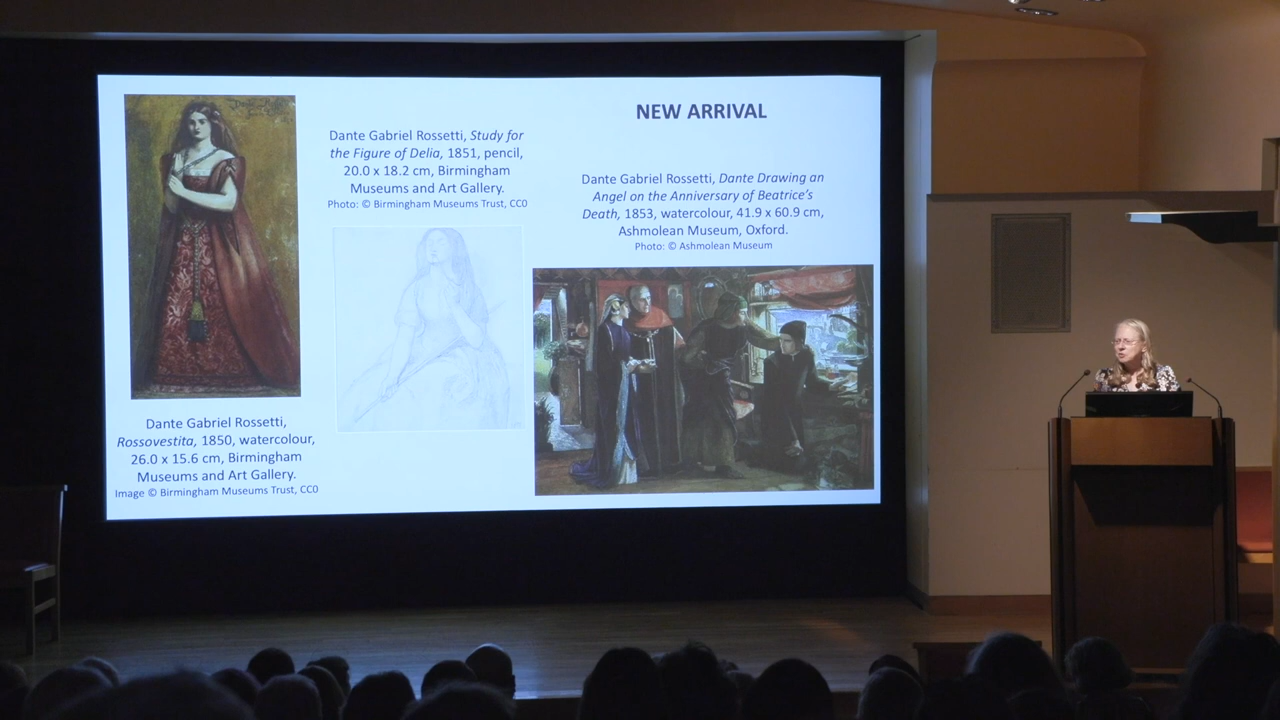 Dante Gabriel Rossetti,
Rossovestita, 1850, watercolour,
26.0 x 15.6 cm, Birmingham
Museums and Art Gallery.
Image © Birmingham Museums Trust, CC0
Dante Gabriel Rossetti, Study for
the Figure of Delia, 1851, pencil,
20.0 x 18.2 cm, Birmingham
Museums and Art Gallery.
Photo: © Birmingham Museums Trust, CC0
NEW ARRIVAL
Dante Gabriel Rossetti, Dante Drawing an
Angel on the Anniversary of Beatrice's
Death, 1853, watercolour, 41.9 x 60.9 cm,
Ashmolean Museum, Oxford.
Photo: © Ashmolean Museum